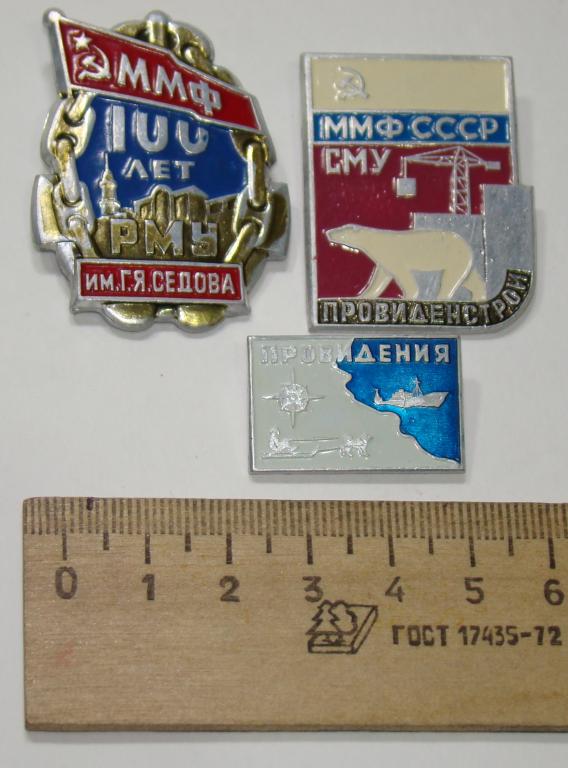 ММФ
100
ЛЕТ
РМУ
ИМ.Г.Я.СЕДОВА
ММФ СССР
СМУ
ПРОВИДЕНСТРОЙ
ПРОВИДЕНИЯ
0 1 2 3 4 5 6
ГОСТ 17435-72